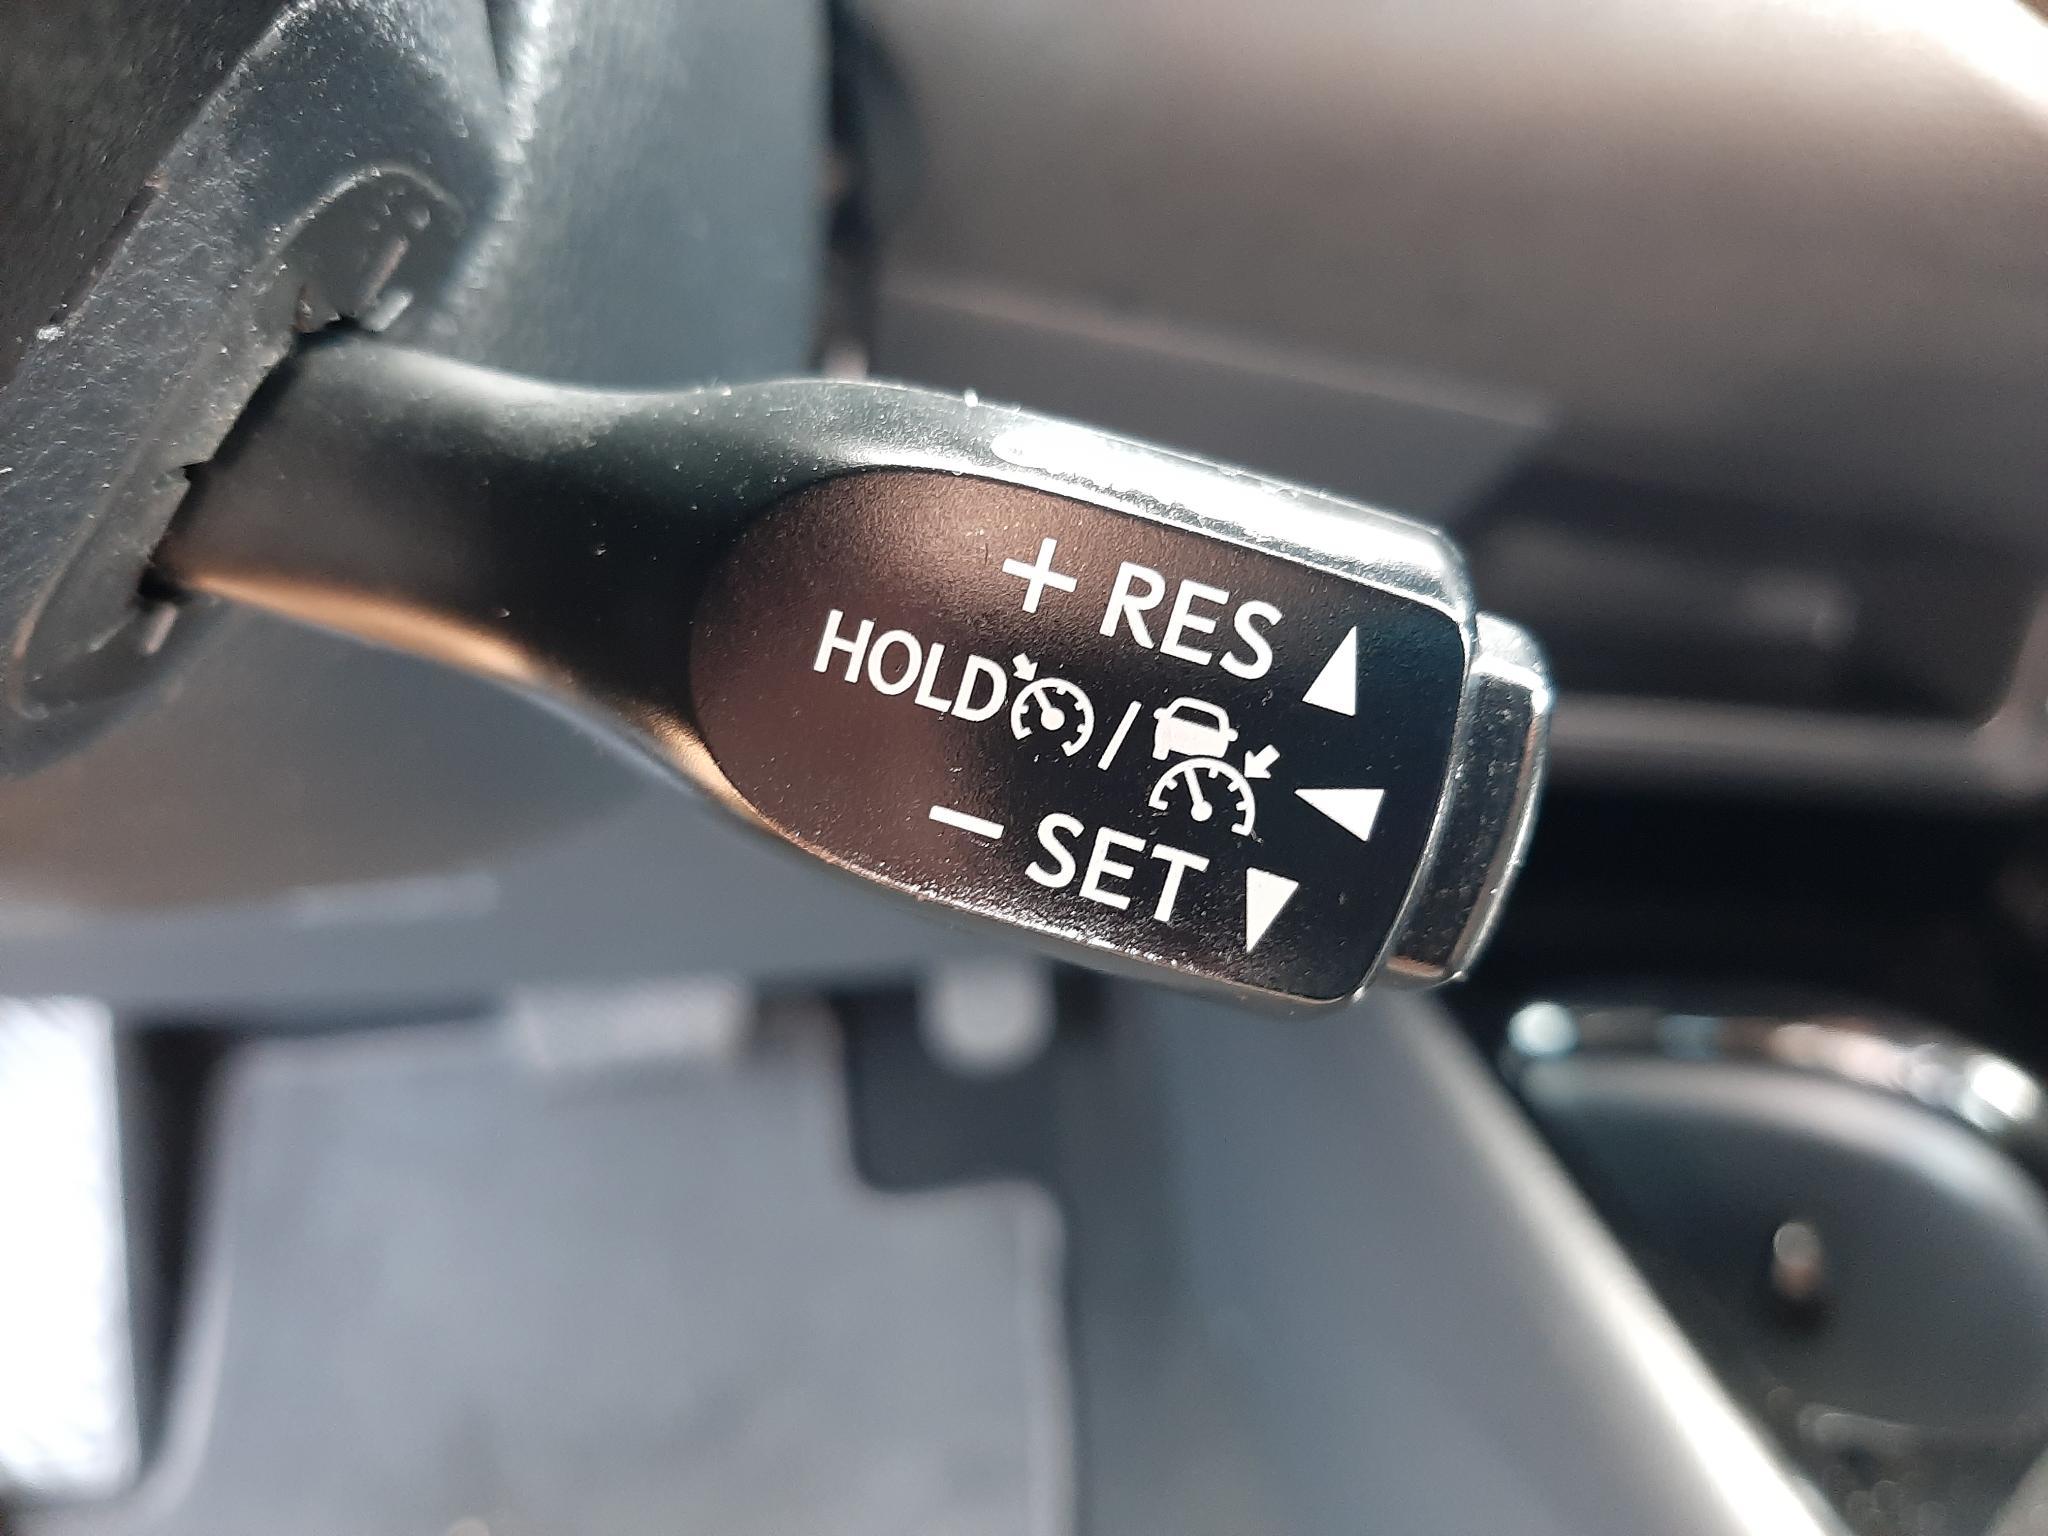 + RES
HOLD /
− SET